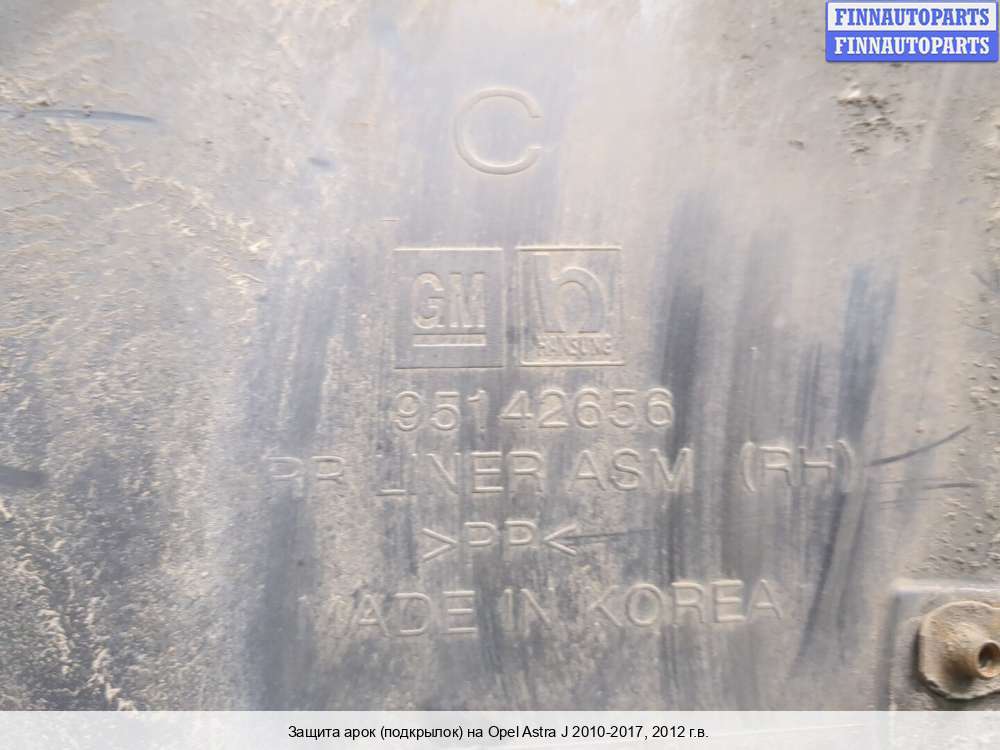 FINNAUTOPARTS
FINNAUTOPARTS
C
GM
HANSUNG
95142656
LINER ASM (RH)
>PP<
MADE IN KOREA
Защита арок (подкрылок) на Opel Astra J 2010-2017, 2012 г.в.